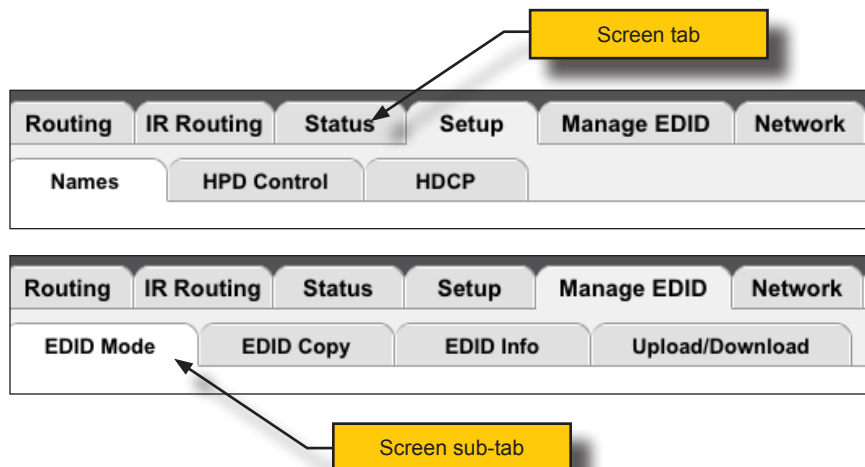 Screen tab
Routing IR Routing Status Setup Manage EDID Network
Names HPD Control HDCP
Routing IR Routing Status Setup Manage EDID Network
EDID Mode EDID Copy EDID Info Upload/Download
Screen sub-tab